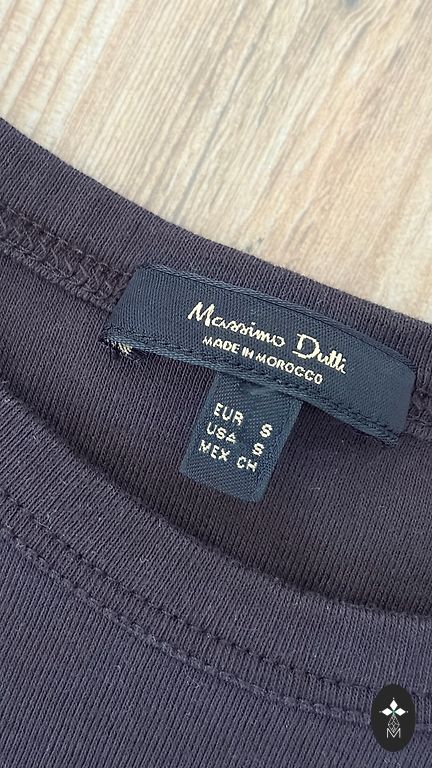 Massimo Dutti
MADE IN MOROCCO
EUR S
USA S
MEX CH
M